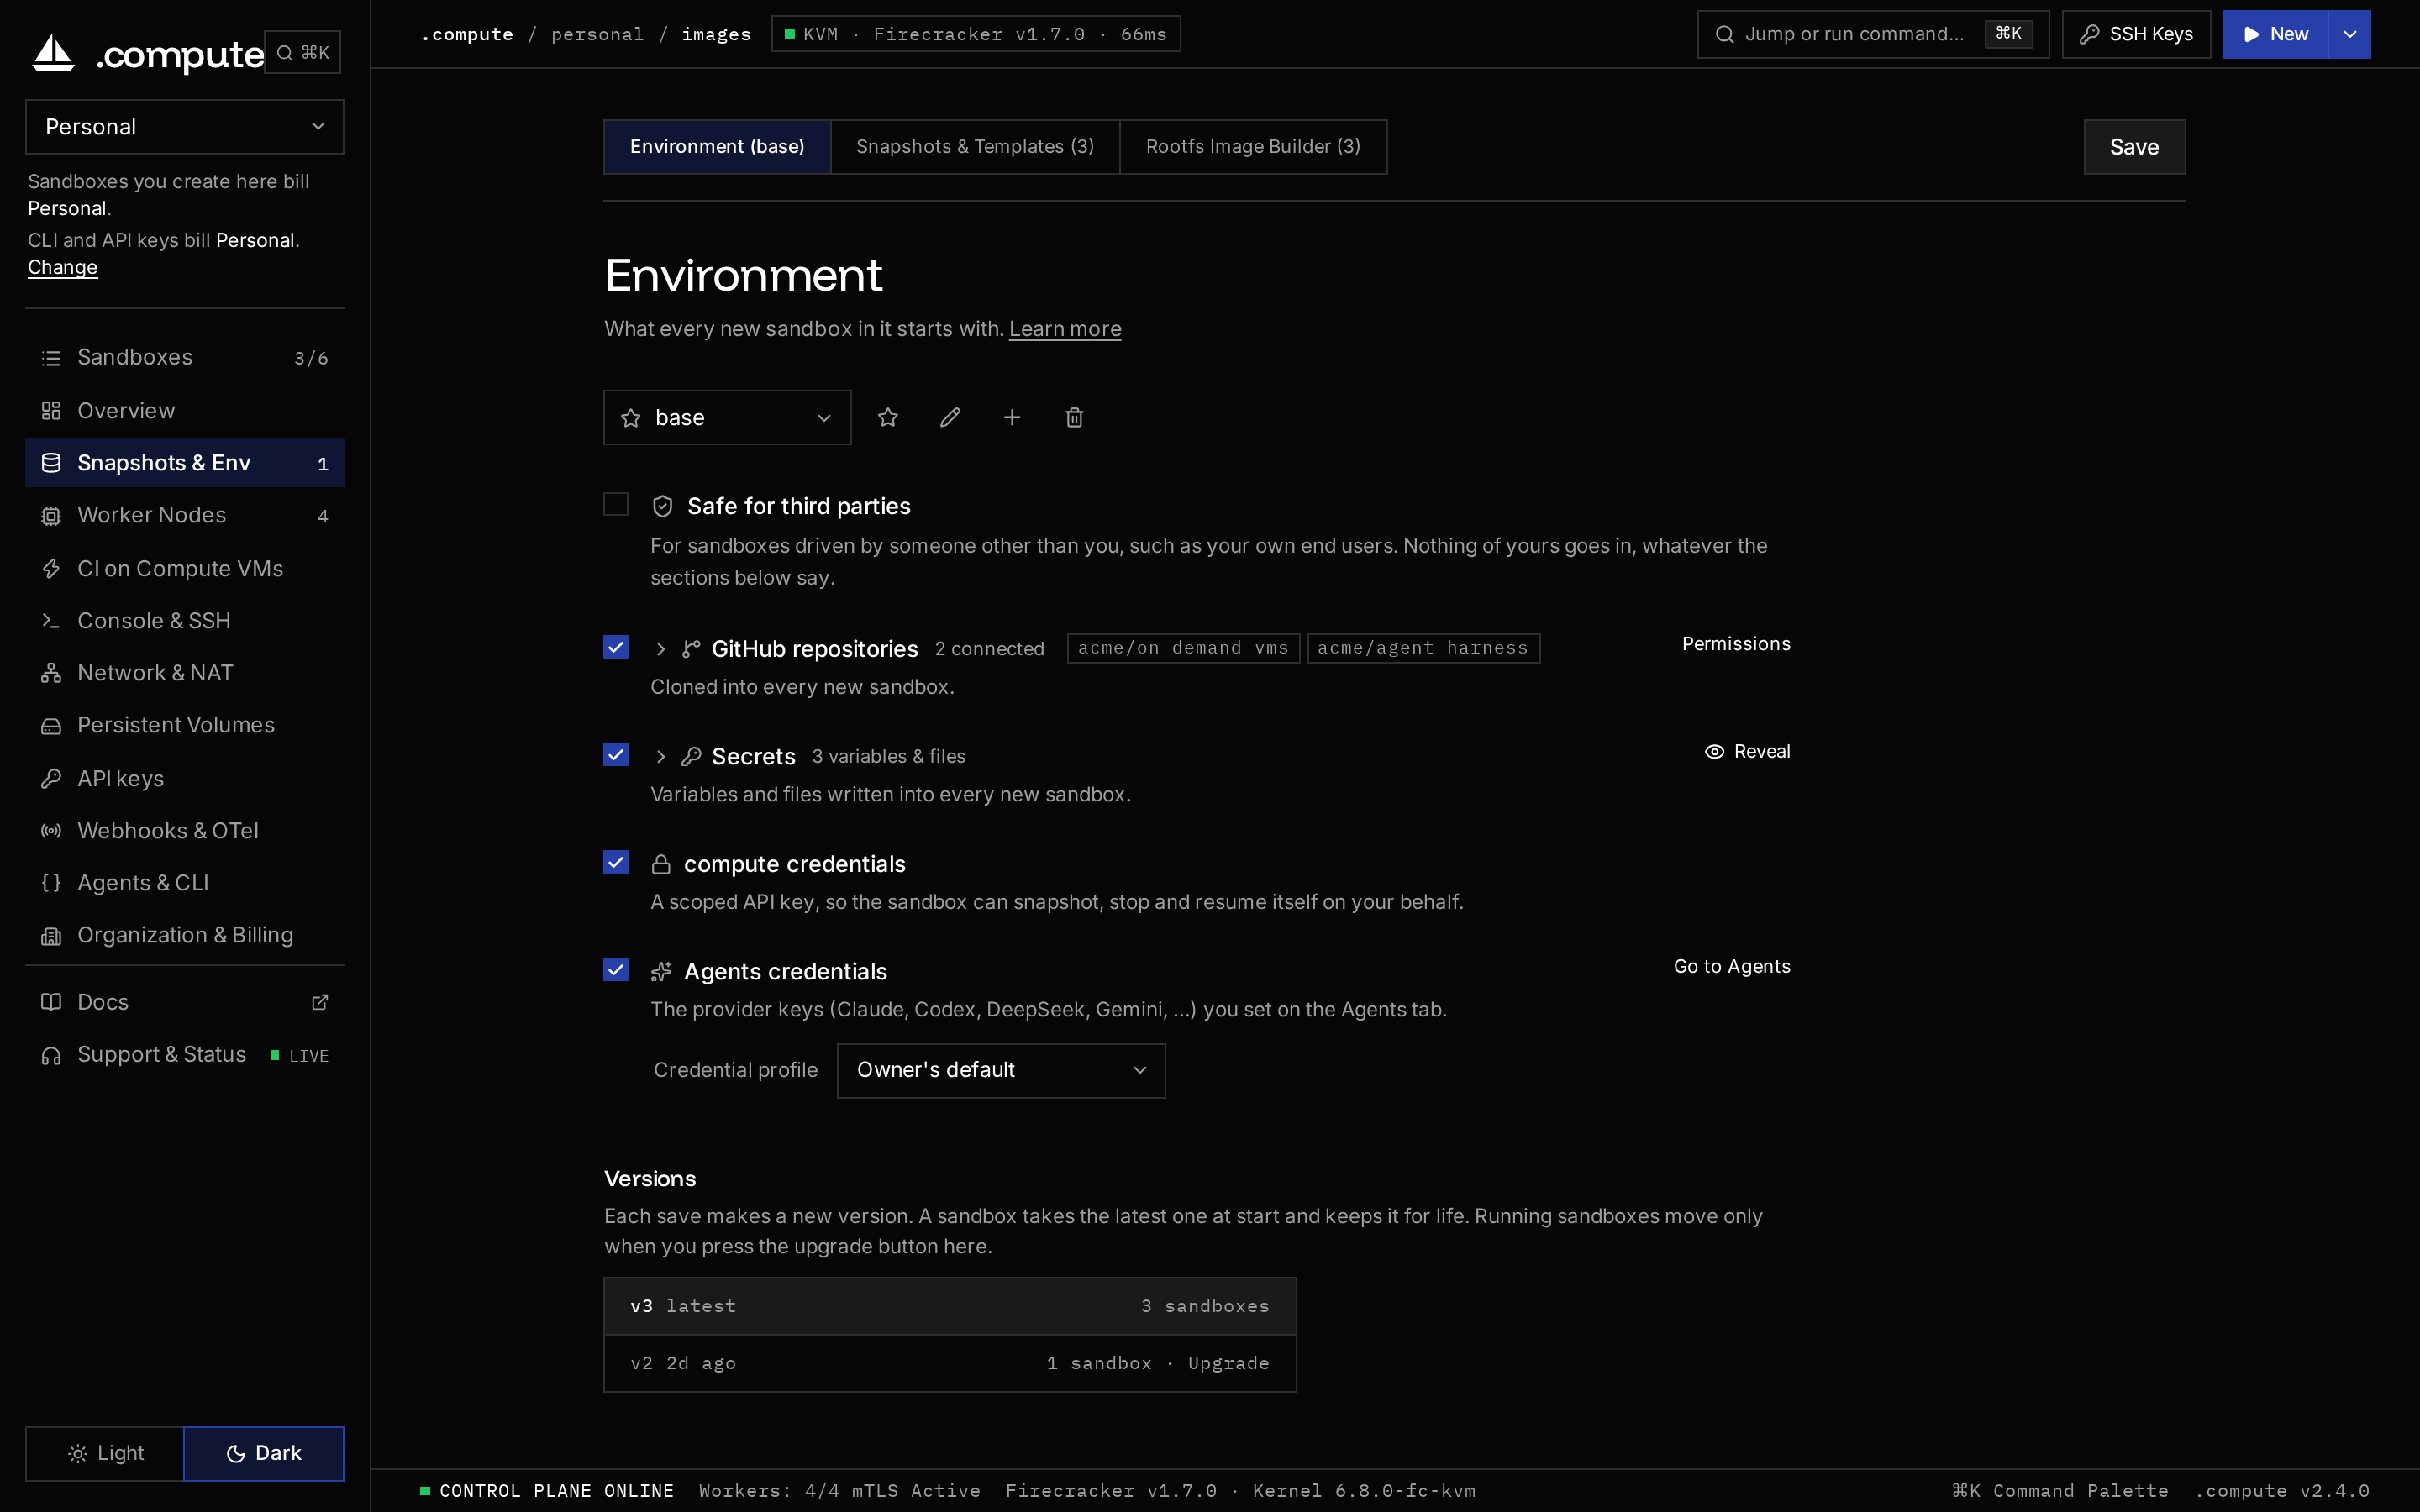 .compute
⌘K
Personal
Sandboxes you create here bill
Personal.
CLI and API keys bill Personal.
Change
Sandboxes 3/6
Overview
Snapshots & Env 1
Worker Nodes 4
CI on Compute VMs
Console & SSH
Network & NAT
Persistent Volumes
API keys
Webhooks & OTel
Agents & CLI
Organization & Billing
Docs
Support & Status LIVE
Light
Dark
.compute / personal / images
KVM · Firecracker v1.7.0 · 66ms
Jump or run command... ⌘K
SSH Keys
New
Environment (base)
Snapshots & Templates (3)
Rootfs Image Builder (3)
Save
Environment
What every new sandbox in it starts with. Learn more
base
Safe for third parties
For sandboxes driven by someone other than you, such as your own end users. Nothing of yours goes in, whatever the
sections below say.
GitHub repositories 2 connected acme/on-demand-vms acme/agent-harness Permissions
Cloned into every new sandbox.
Secrets 3 variables & files Reveal
Variables and files written into every new sandbox.
compute credentials
A scoped API key, so the sandbox can snapshot, stop and resume itself on your behalf.
Agents credentials Go to Agents
The provider keys (Claude, Codex, DeepSeek, Gemini, ...) you set on the Agents tab.
Credential profile Owner's default
Versions
Each save makes a new version. A sandbox takes the latest one at start and keeps it for life. Running sandboxes move only
when you press the upgrade button here.
v3 latest 3 sandboxes
v2 2d ago 1 sandbox · Upgrade
CONTROL PLANE ONLINE Workers: 4/4 mTLS Active Firecracker v1.7.0 · Kernel 6.8.0-fc-kvm ⌘K Command Palette .compute v2.4.0